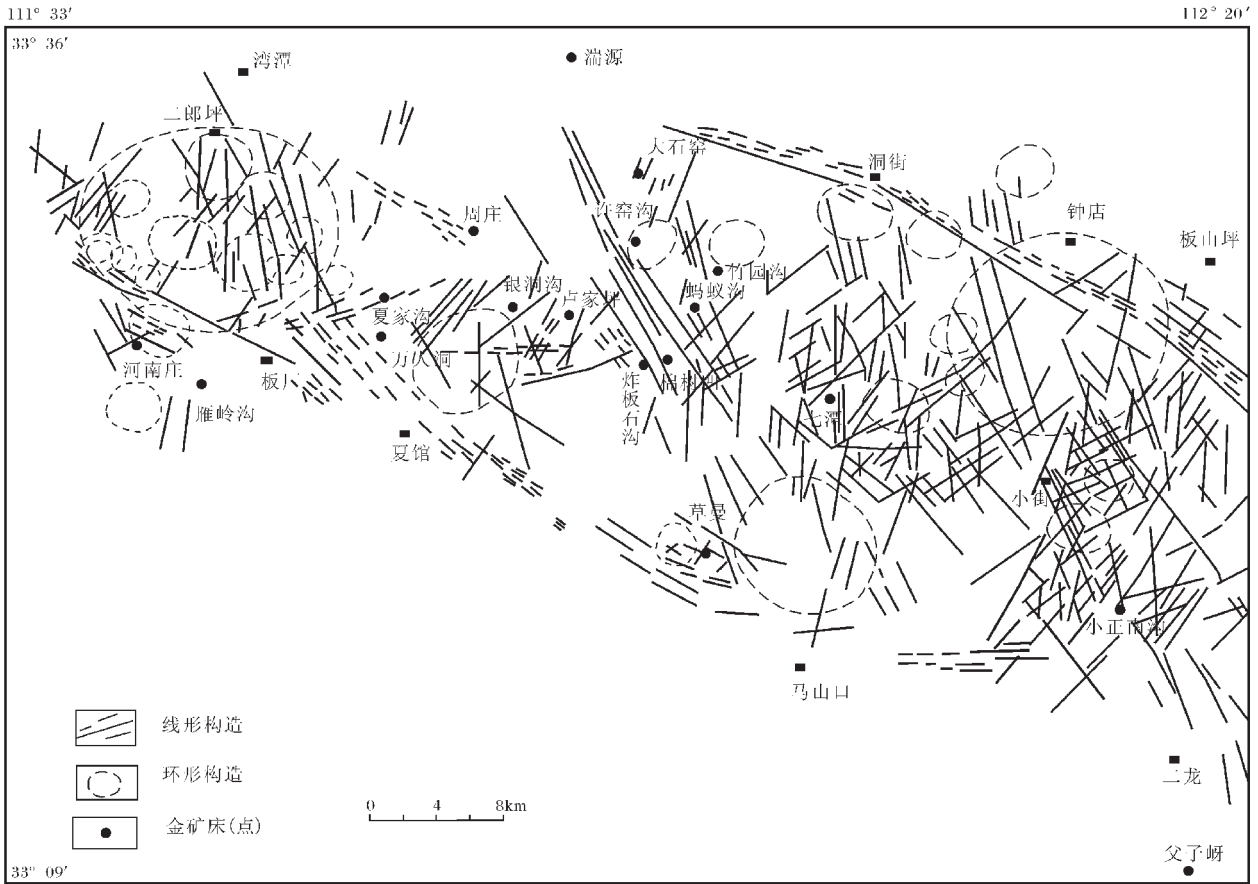 111° 33′
112° 20′
33° 36′
湾潭
湍源
二郎坪
大石窑
洞街
周庄
许窑沟
钟店
板山坪
竹园沟
银洞沟
卢家坪
蚂蚁沟
夏家沟
万人洞
河南庄
板厂
炸板石沟
七潭
雁岭沟
夏馆
小街
草曼
小正南沟
马山口
线形构造
环形构造
金矿床(点)
0 4 8km
二龙
父子岈
33° 09′